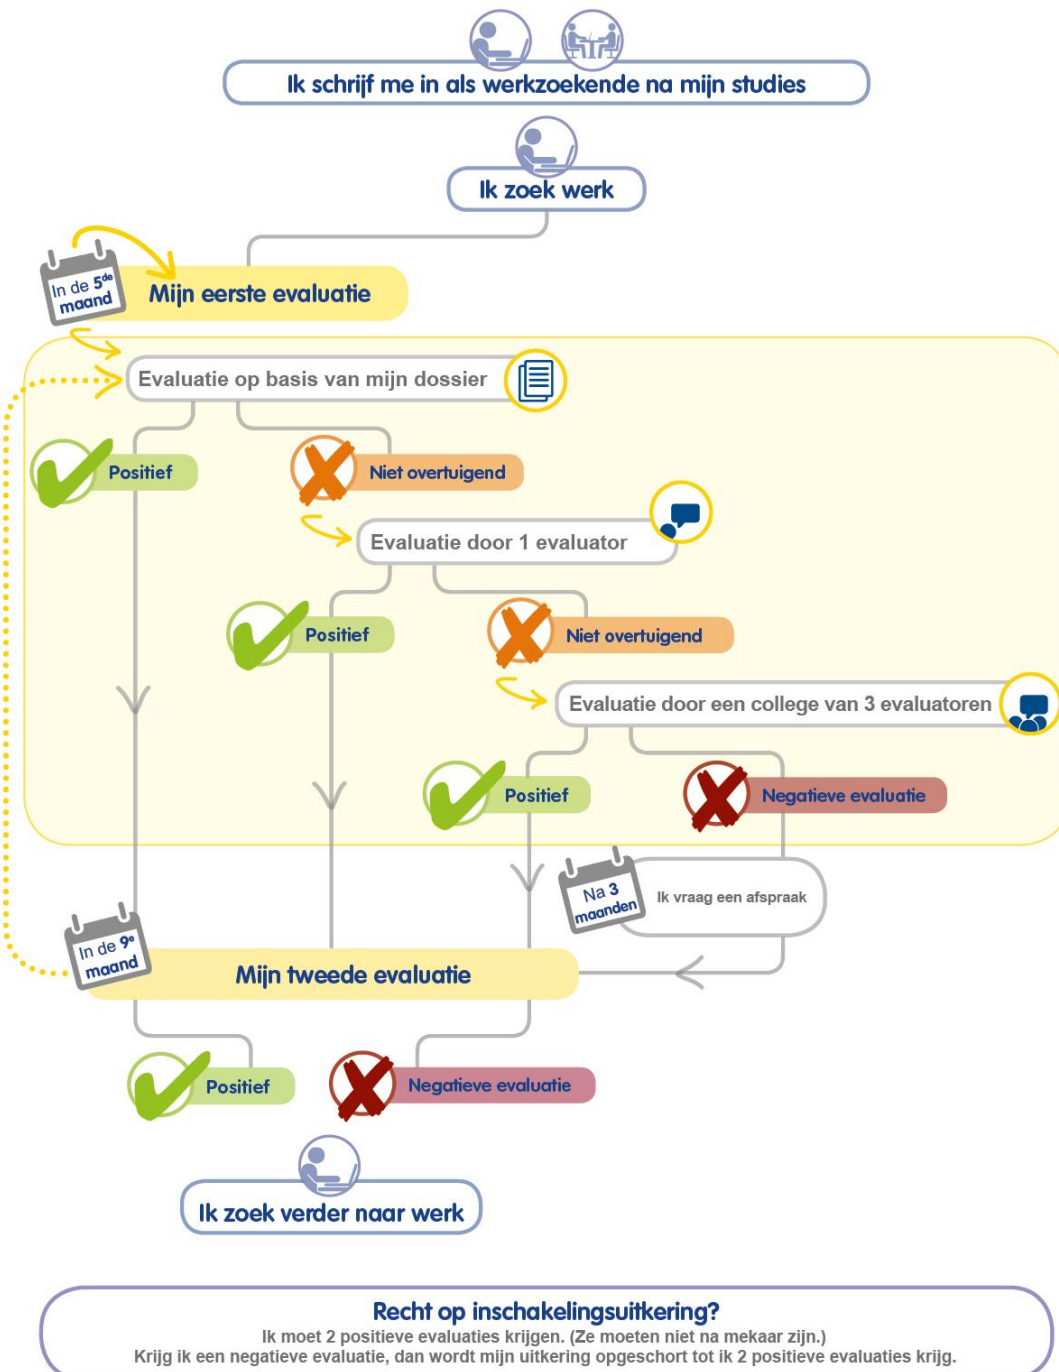 Ik schrijf me in als werkzoekende na mijn studies
Ik zoek werk
In de 5de
maand
Mijn eerste evaluatie
Evaluatie op basis van mijn dossier
Positief
Niet overtuigend
Evaluatie door 1 evaluator
Positief
Niet overtuigend
Evaluatie door een college van 3 evaluatoren
Positief
Negatieve evaluatie
Na 3
maanden
Ik vraag een afspraak
In de 9e
maand
Mijn tweede evaluatie
Positief
Negatieve evaluatie
Ik zoek verder naar werk
Recht op inschakelingsuitkering?
Ik moet 2 positieve evaluaties krijgen. (Ze moeten niet na mekaar zijn.)
Krijg ik een negatieve evaluatie, dan wordt mijn uitkering opgeschort tot ik 2 positieve evaluaties krijg.